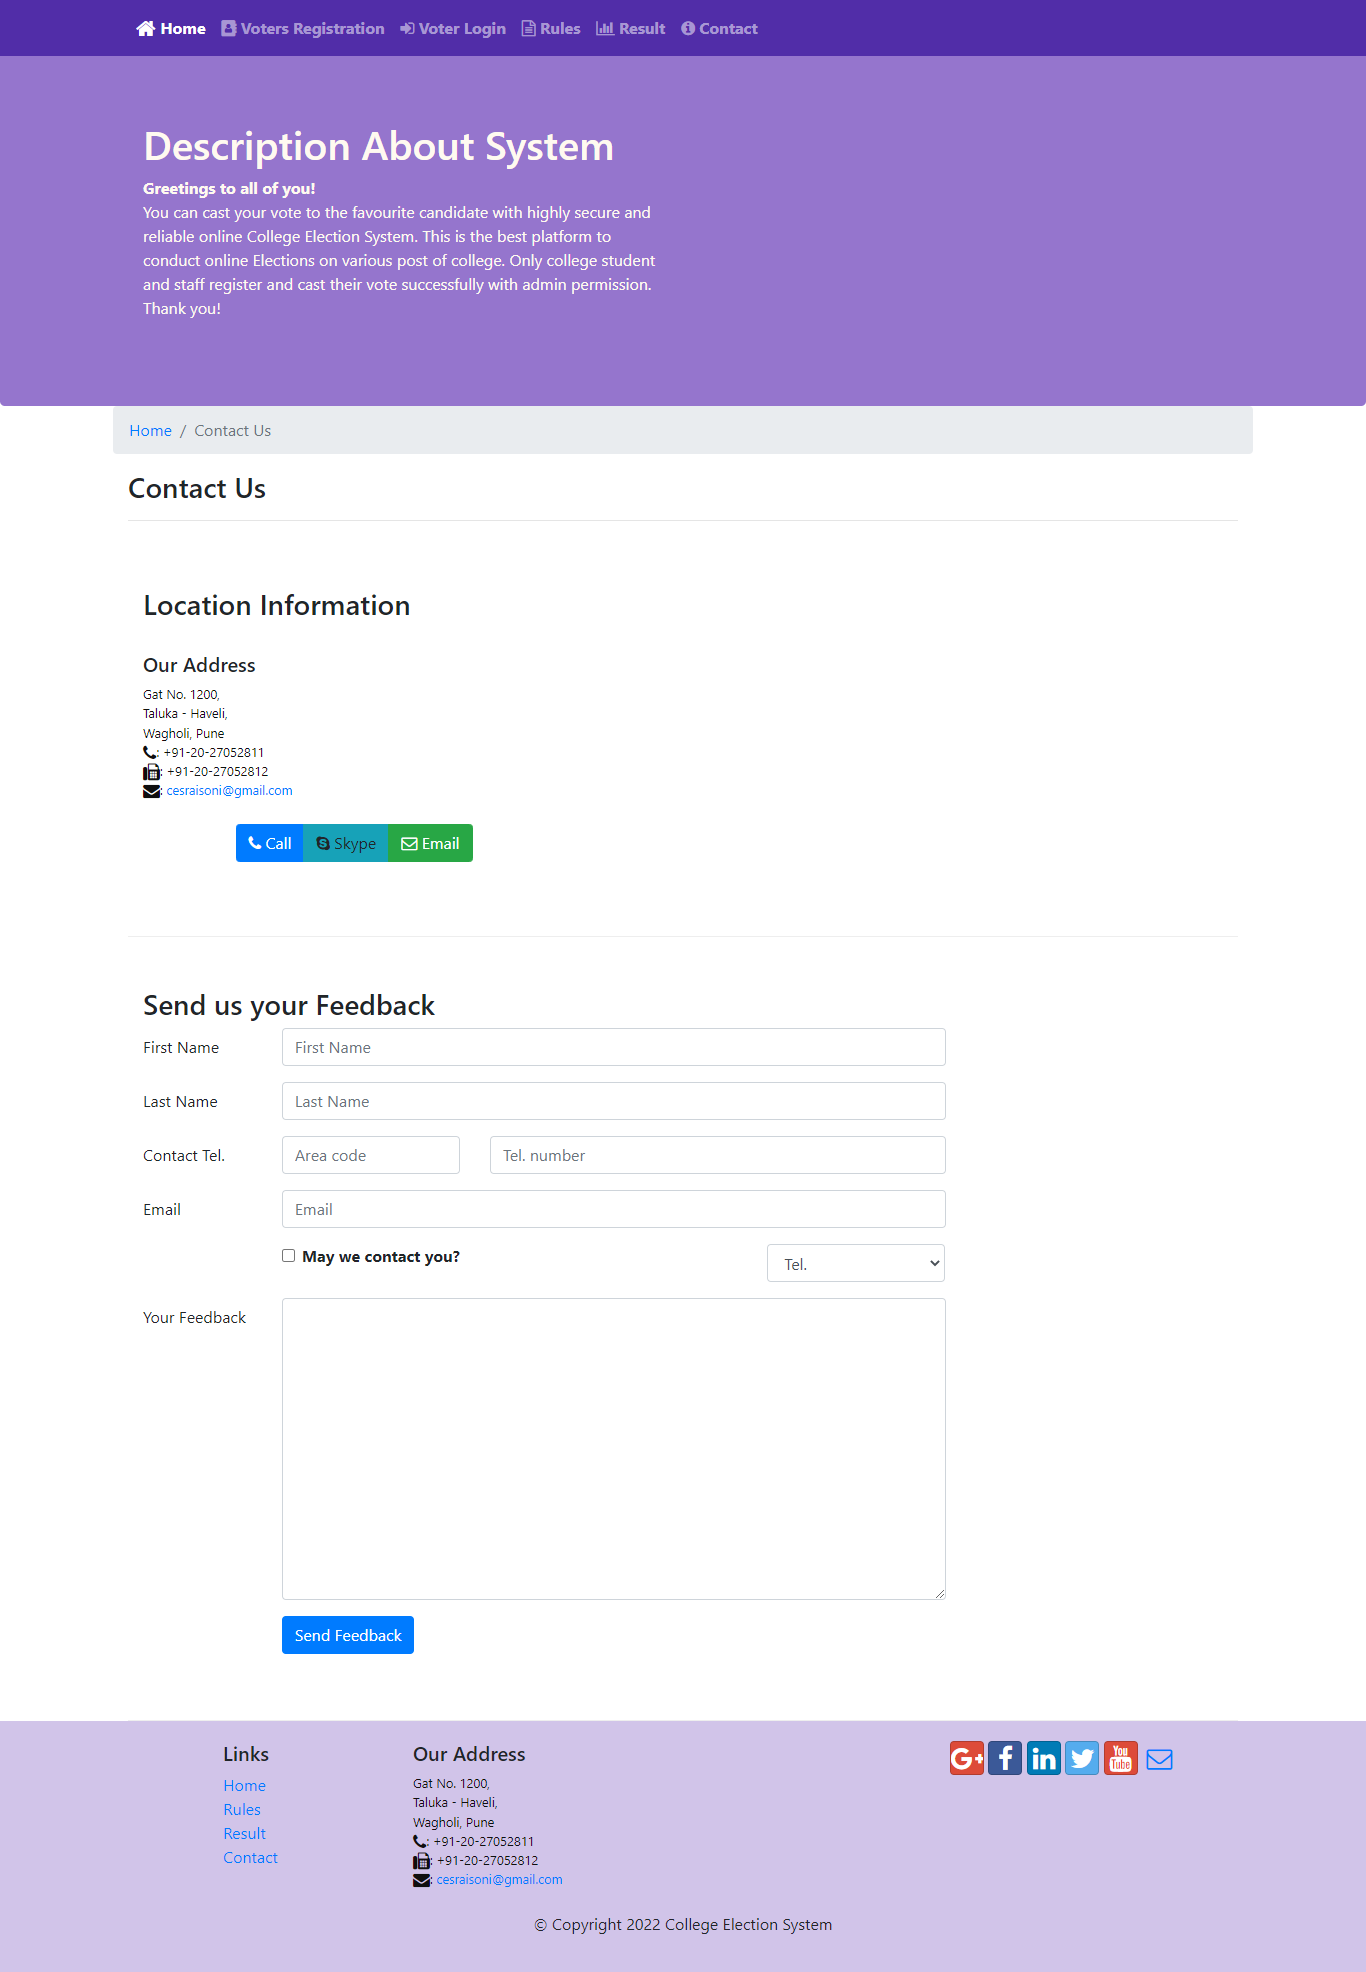 Home Voters Registration Voter Login Rules Result Contact
Description About System
Greetings to all of you!
You can cast your vote to the favourite candidate with highly secure and
reliable online College Election System. This is the best platform to
conduct online Elections on various post of college. Only college student
and staff register and cast their vote successfully with admin permission.
Thank you!
Home / Contact Us
Contact Us
Location Information
Our Address
Gat No. 1200,
Taluka - Haveli,
Wagholi, Pune
: +91-20-27052811
: +91-20-27052812
: cesraisoni@gmail.com
Call Skype Email
Send us your Feedback
First Name First Name
Last Name Last Name
Contact Tel. Area code Tel. number
Email Email
May we contact you? Tel.
Your Feedback
Send Feedback
Links
Home
Rules
Result
Contact
Our Address
Gat No. 1200,
Taluka - Haveli,
Wagholi, Pune
: +91-20-27052811
: +91-20-27052812
: cesraisoni@gmail.com
G+ f in You Tube
© Copyright 2022 College Election System